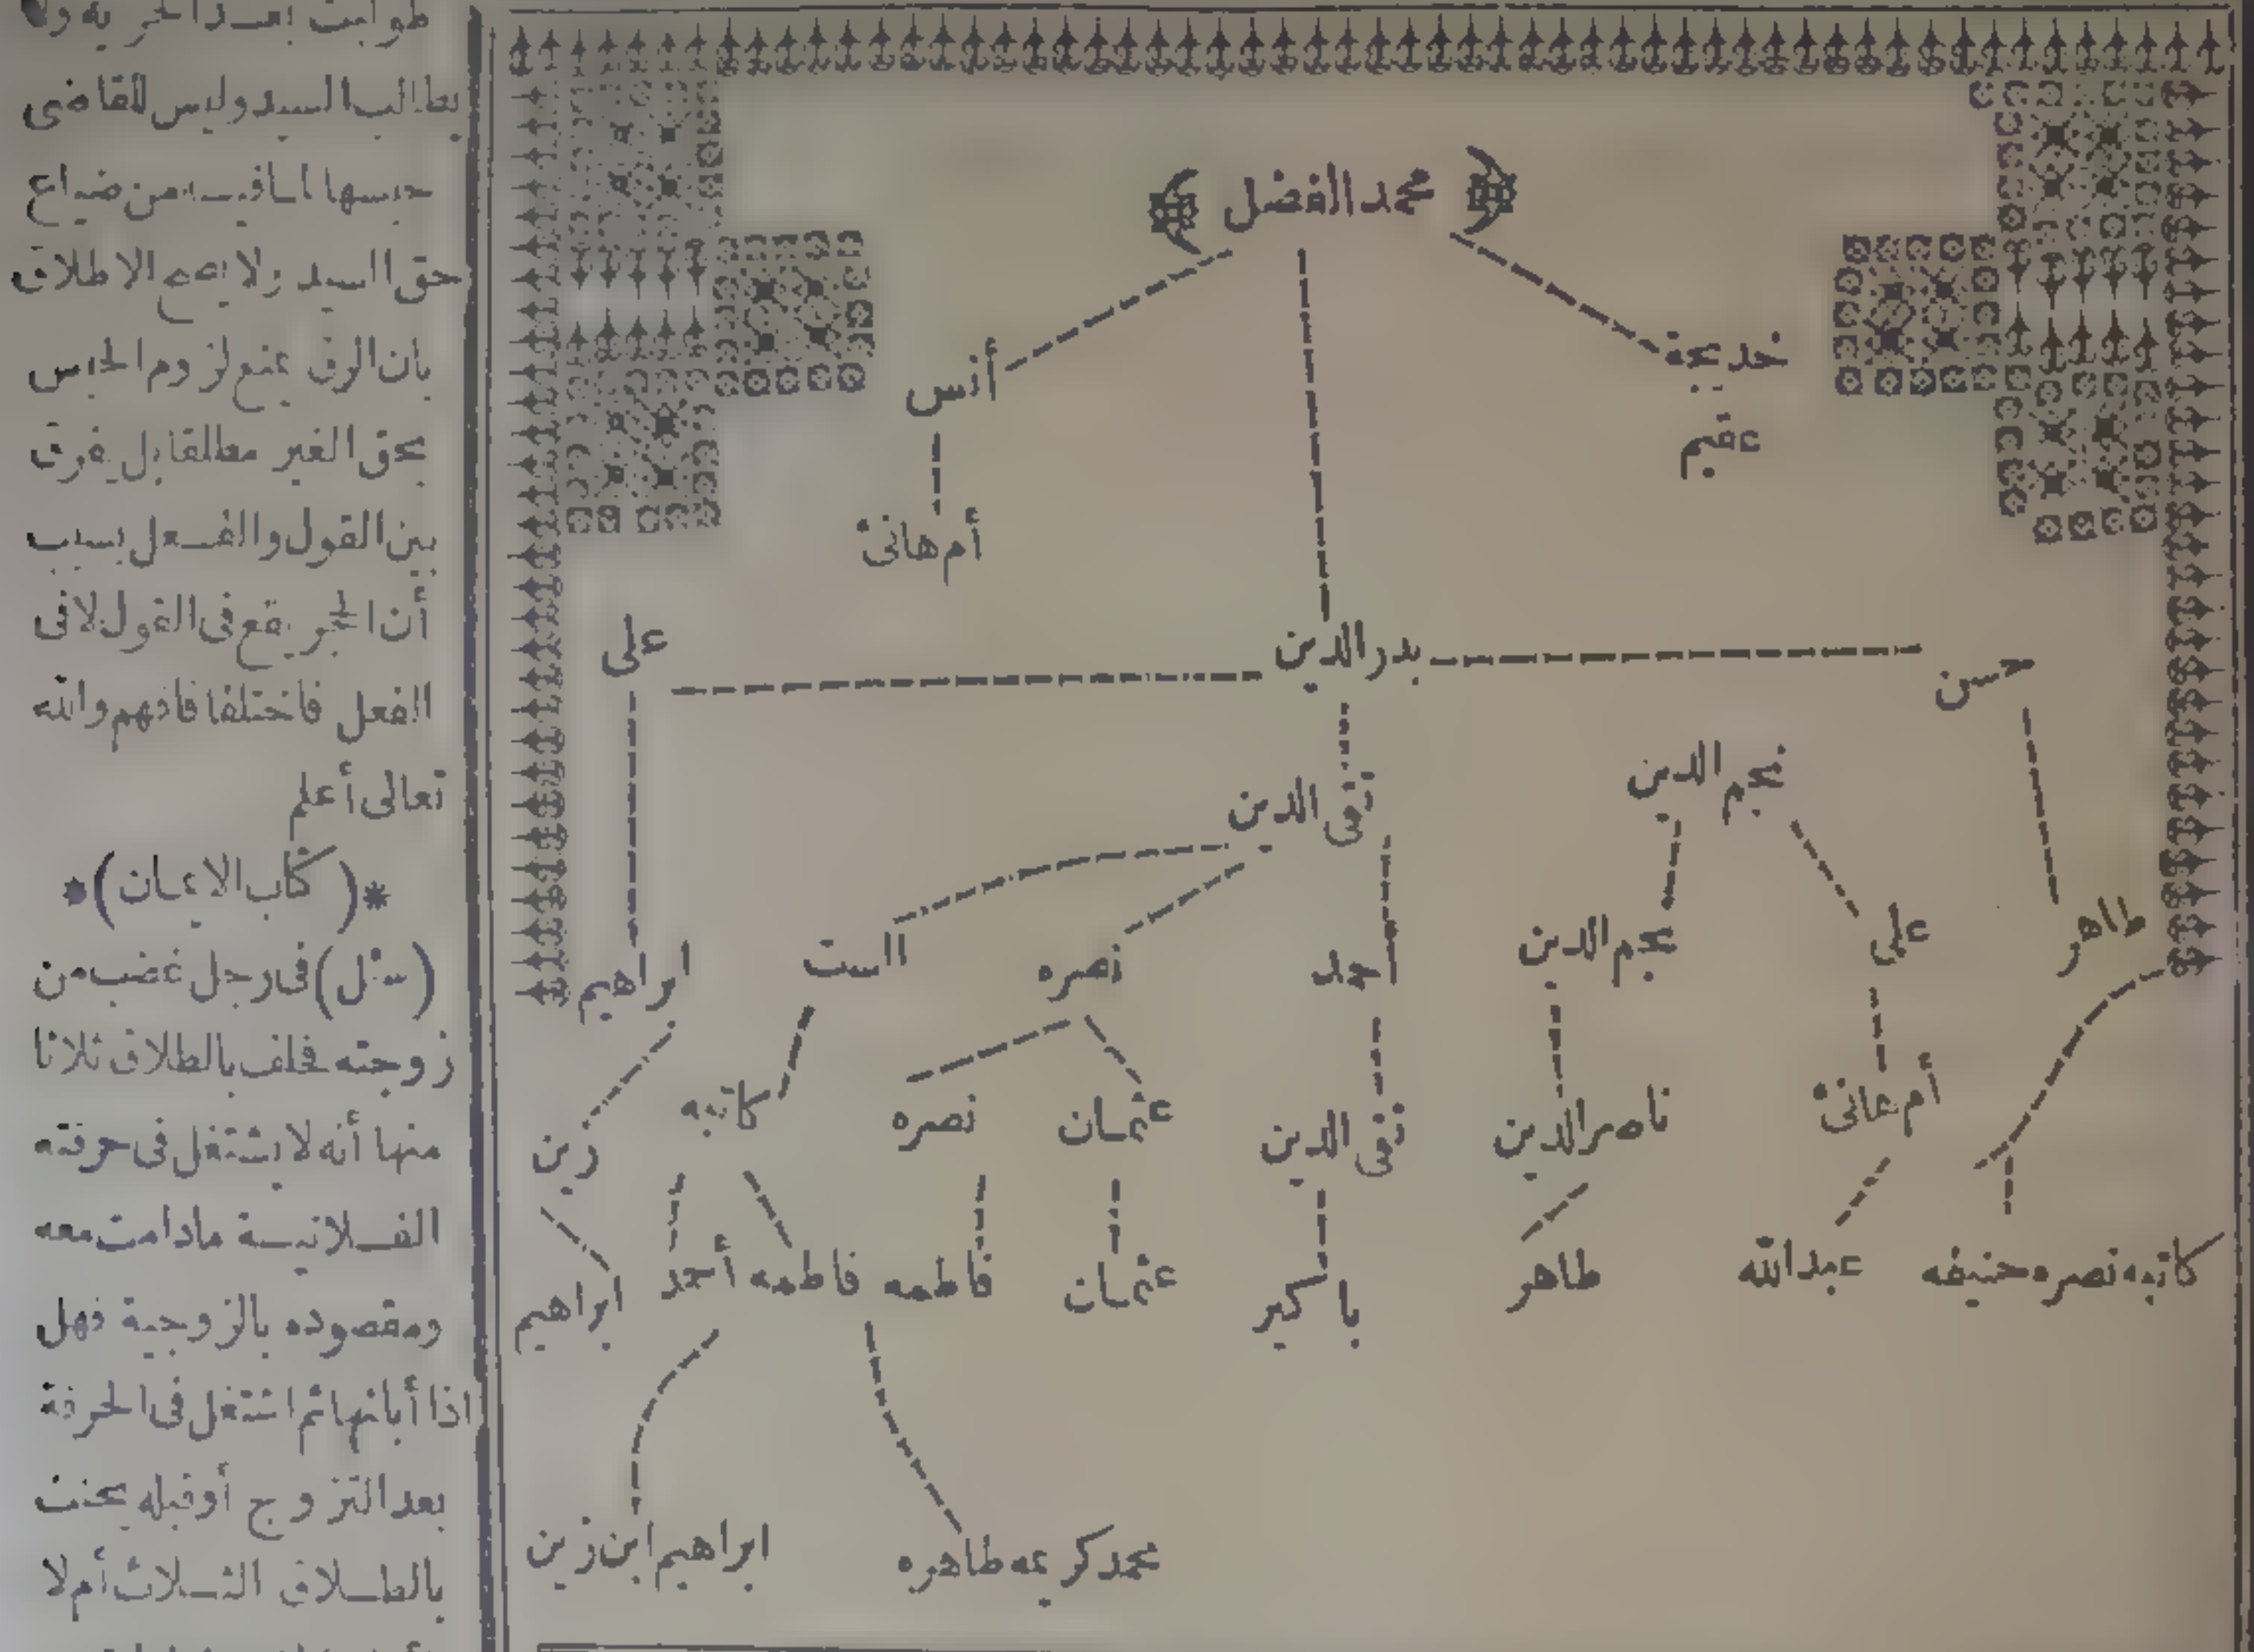 محمد الفضل
خديجة
أنس
عقيم
أم هانئ
على
بدر الدين
حسن
نجم الدين
تقى الدين
ابراهيم
الست
نصره
أحمد
نجم الدين
على
طاهر
زين
كاتبه
نصره
عثمان
تقى الدين
ناصر الدين
أم هانئ
ابراهيم
أحمد
فاطمه
فاطمه
عثمان
باكير
طاهر
عبد الله
كاتبه نصره حنيفه
ابراهيم ابن زين
محمد كريمه طاهره
يطالب السيد وليس للقاضى
حبسها لما فيه من ضياع
حق السيد ولا يصح الاطلاق
بان الرق يمنع لزوم الحبس
بحق الغير مطلقا بل يفرق
بين القول والفعل بسبب
أن الحجر يقع فى القول لا فى
الفعل فاختلفا فافهم والله
تعالى أعلم
*(كتاب الايمان)*
(سئل) فى رجل غضب من
زوجته فحلف بالطلاق ثلاثا
منها أنه لا يشتغل فى حرفته
الفلانية مادامت معه
ومقصوده بالزوجية فهل
اذا أبانها ثم اشتغل فى الحرفة
بعد التزوج أو قبله يحنث
بالطلاق الثلاث أم لا